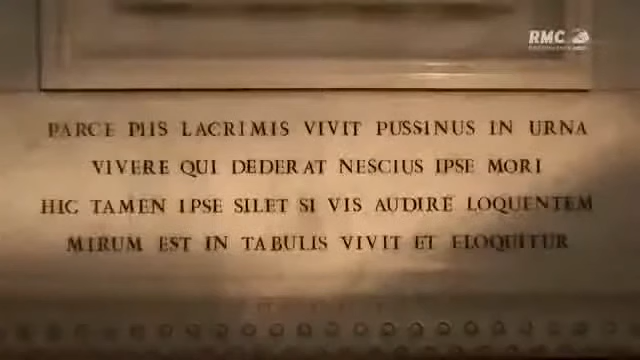 RMC
PARCE PIIS LACRIMIS VIVIT PUSSINUS IN URNA
VIVERE QUI DEDERAT NESCIUS IPSE MORI
HIC TAMEN IPSE SILET SI VIS AUDIRE LOQUENTEM
MIRUM EST IN TABULIS VIVIT ET ELOQUITUR